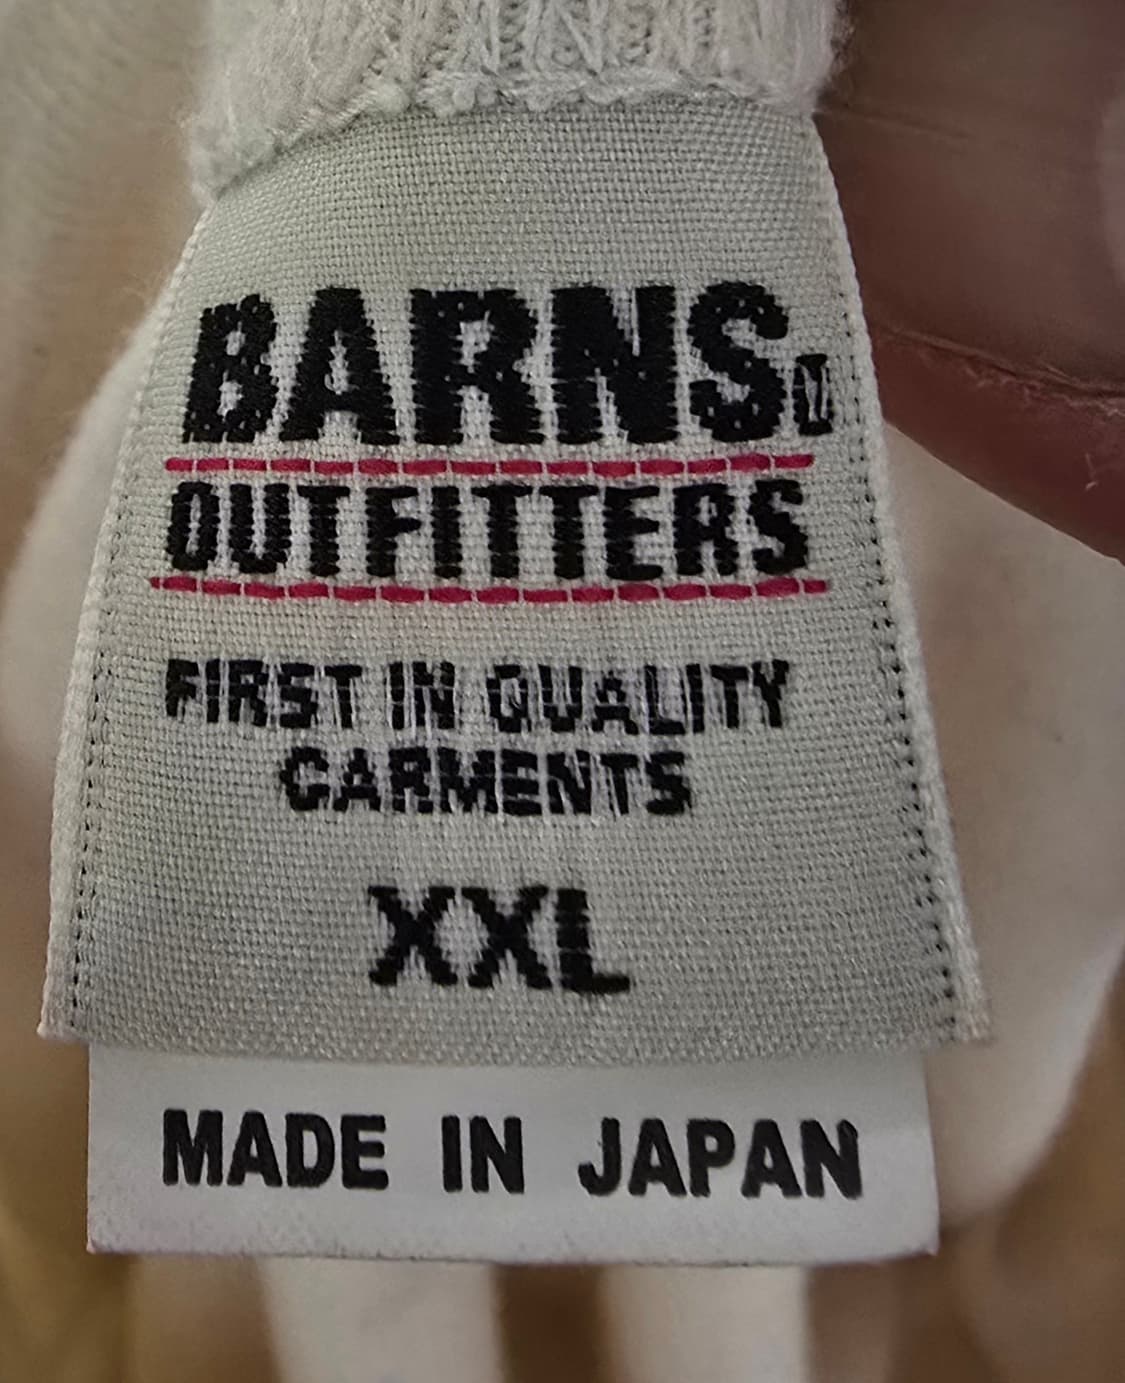 BARNS
OUTFITTERS
FIRST IN QUALITY
GARMENTS
XXL
MADE IN JAPAN